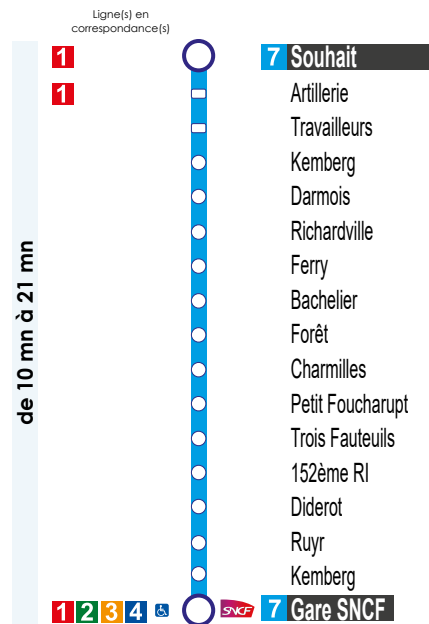 Ligne(s) en
correspondance(s)
1 7 Souhait
1 Artillerie
Travailleurs
Kemberg
Darmois
Richardville
Ferry
Bachelier
Forêt
Charmilles
Petit Foucharupt
Trois Fauteuils
152ème RI
Diderot
Ruyr
Kemberg
1 2 3 4 SNCF 7 Gare SNCF
de 10 mn à 21 mn